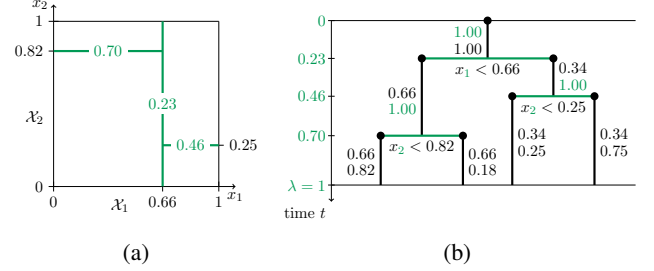 x₂
1
0.82
0.70
0.23
𝒳₂
0.46
0.25
0
0
𝒳₁
0.66
1
x₁
(a)
0
1.00
1.00
0.23
x₁ < 0.66
0.66
1.00
0.34
1.00
0.46
x₂ < 0.25
0.70
x₂ < 0.82
0.66
0.82
0.66
0.18
0.34
0.25
0.34
0.75
λ = 1
time t
(b)